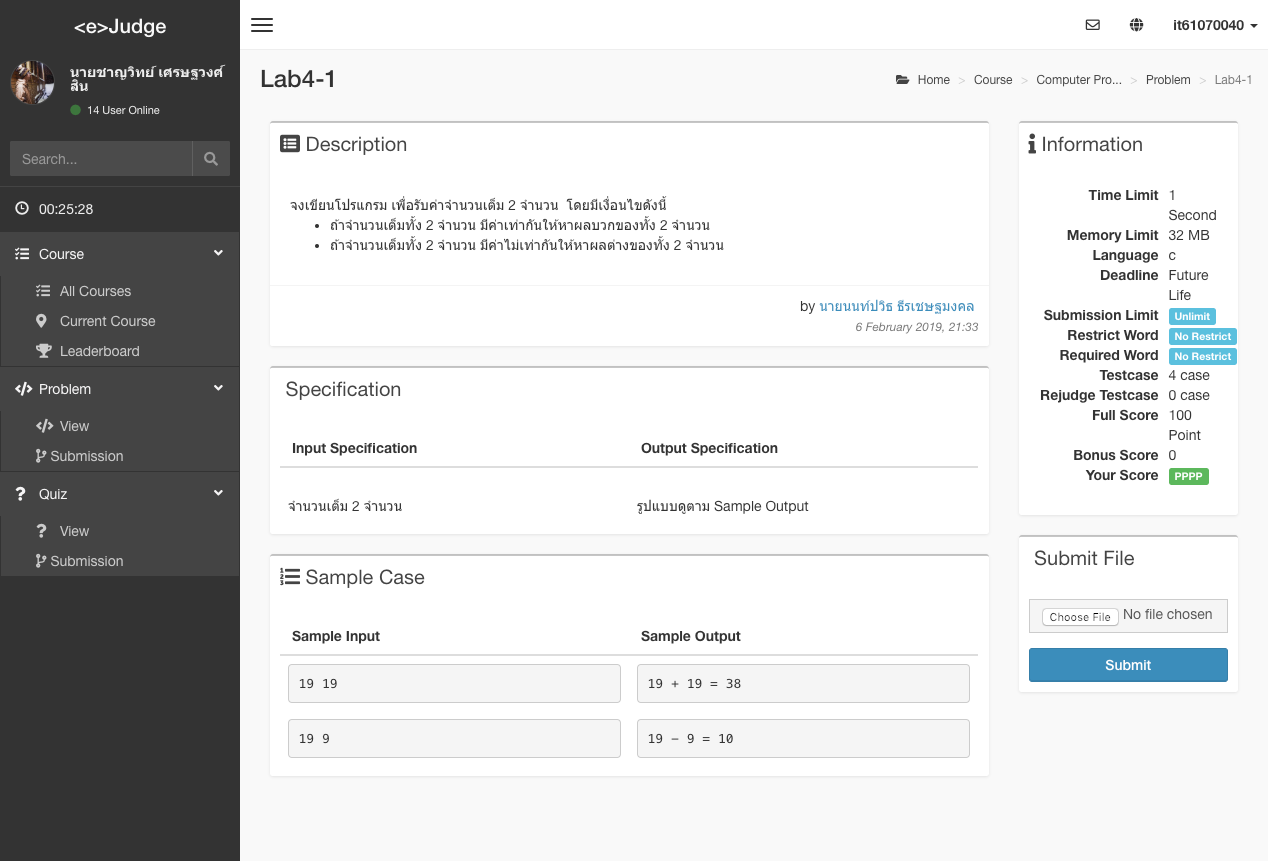 <e>Judge
นายชาญวิทย์ เศรษฐวงศ์
สิน
14 User Online
Search...
00:25:28
Course
All Courses
Current Course
Leaderboard
Problem
View
Submission
Quiz
View
Submission
it61070040
Lab4-1
Home > Course > Computer Pro... > Problem > Lab4-1
Description
จงเขียนโปรแกรม เพื่อรับค่าจำนวนเต็ม 2 จำนวน โดยมีเงื่อนไขดังนี้
• ถ้าจำนวนเต็มทั้ง 2 จำนวน มีค่าเท่ากันให้หาผลบวกของทั้ง 2 จำนวน
• ถ้าจำนวนเต็มทั้ง 2 จำนวน มีค่าไม่เท่ากันให้หาผลต่างของทั้ง 2 จำนวน
by นายนนท์ปวิธ ธีรเชษฐมงคล
6 February 2019, 21:33
Specification
Input Specification Output Specification
จำนวนเต็ม 2 จำนวน รูปแบบดูตาม Sample Output
Sample Case
Sample Input Sample Output
19 19 19 + 19 = 38
19 9 19 - 9 = 10
Information
Time Limit 1
Second
Memory Limit 32 MB
Language c
Deadline Future
Life
Submission Limit Unlimit
Restrict Word No Restrict
Required Word No Restrict
Testcase 4 case
Rejudge Testcase 0 case
Full Score 100
Point
Bonus Score 0
Your Score PPPP
Submit File
Choose File No file chosen
Submit